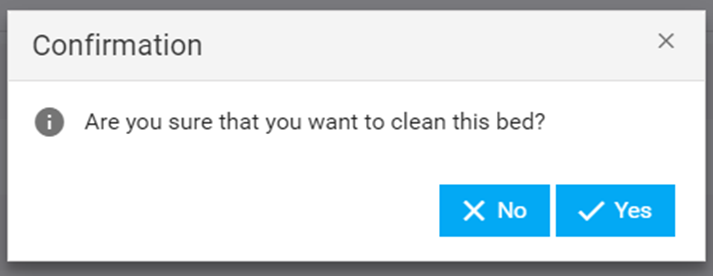 Confirmation
Are you sure that you want to clean this bed?
No
Yes